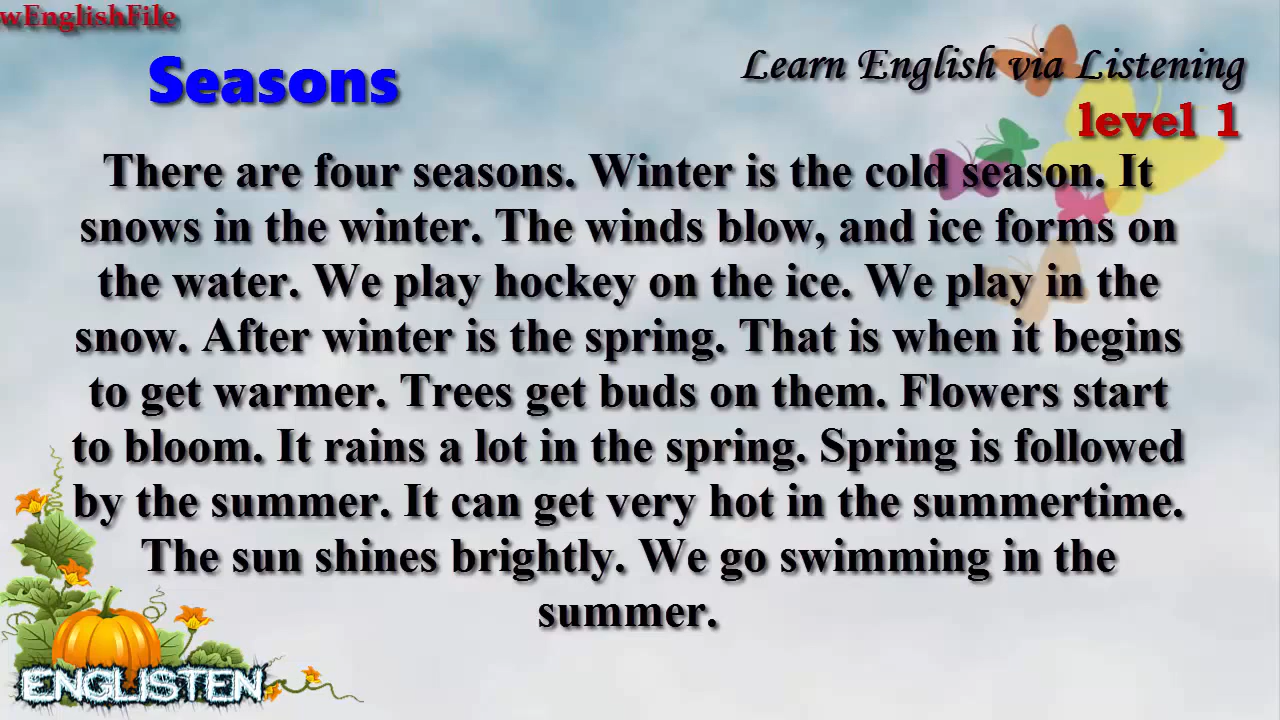 wEnglishFile
Seasons
Learn English via Listening
level 1
There are four seasons. Winter is the cold season. It
snows in the winter. The winds blow, and ice forms on
the water. We play hockey on the ice. We play in the
snow. After winter is the spring. That is when it begins
to get warmer. Trees get buds on them. Flowers start
to bloom. It rains a lot in the spring. Spring is followed
by the summer. It can get very hot in the summertime.
The sun shines brightly. We go swimming in the
summer.
ENGLISTEN